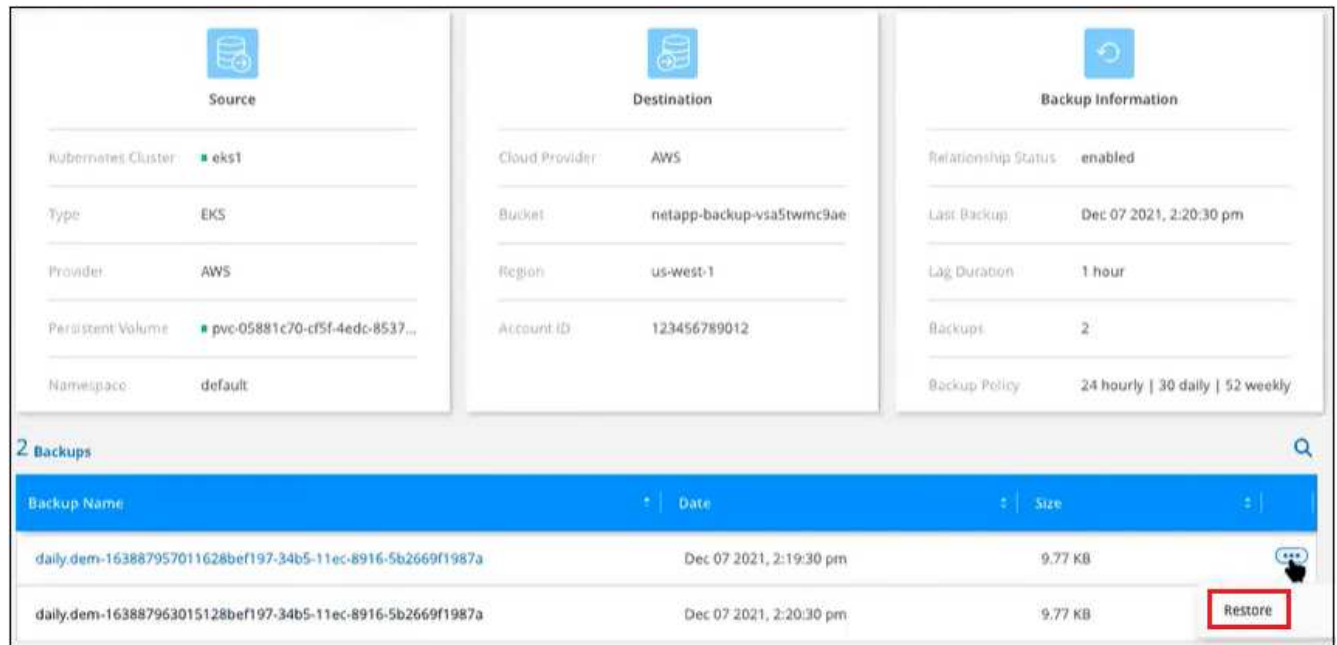 Source
Kubernetes Cluster eks1
Type EKS
Provider AWS
Persistent Volume pvc-05881c70-cf5f-4edc-8537...
Namespace default
Destination
Cloud Provider AWS
Bucket netapp-backup-vsa5twmc9ae
Region us-west-1
Account ID 123456789012
Backup Information
Relationship Status enabled
Last Backup Dec 07 2021, 2:20:30 pm
Lag Duration 1 hour
Backups 2
Backup Policy 24 hourly | 30 daily | 52 weekly
2 Backups
Backup Name Date Size
daily.dem-163887957011628bef197-34b5-11ec-8916-5b2669f1987a Dec 07 2021, 2:19:30 pm 9.77 KB
daily.dem-163887963015128bef197-34b5-11ec-8916-5b2669f1987a Dec 07 2021, 2:20:30 pm 9.77 KB
Restore